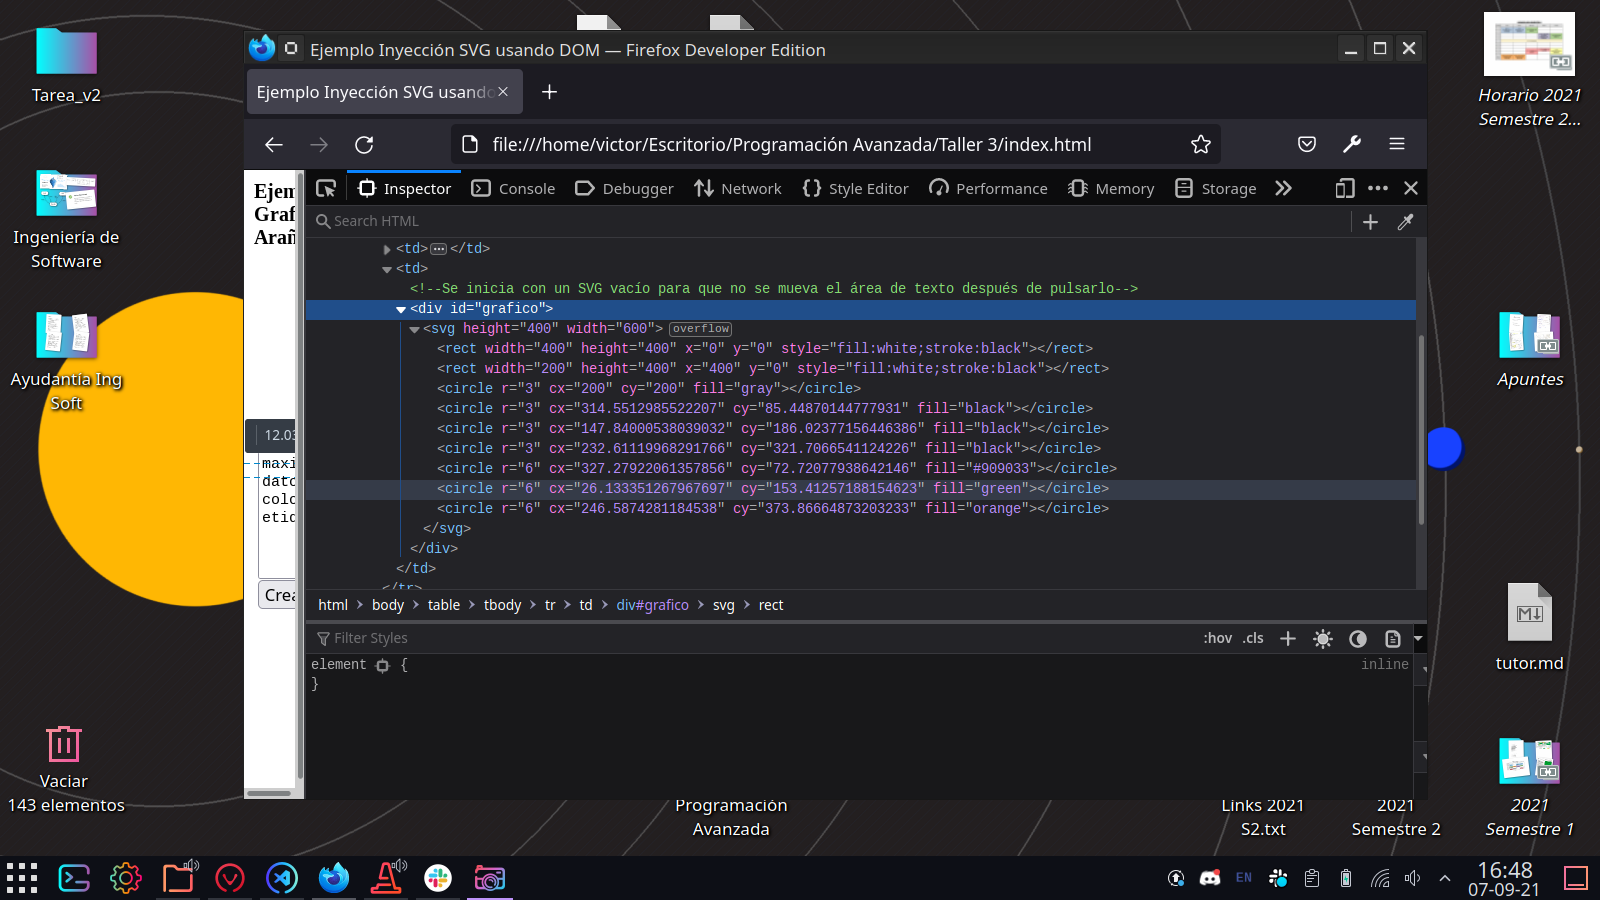 Ejemplo Inyección SVG usando DOM — Firefox Developer Edition
Ejemplo Inyección SVG usando
file:///home/victor/Escritorio/Programación Avanzada/Taller 3/index.html
Tarea_v2
Ingeniería de
Software
Ayudantía Ing
Soft
Vaciar
143 elementos
Inspector
Console
Debugger
Network
Style Editor
Performance
Memory
Storage
Search HTML
<td> </td>
<td>
<!--Se inicia con un SVG vacío para que no se mueva el área de texto después de pulsarlo-->
<div id="grafico">
<svg height="400" width="600"> overflow
<rect width="400" height="400" x="0" y="0" style="fill:white;stroke:black"></rect>
<rect width="200" height="400" x="400" y="0" style="fill:white;stroke:black"></rect>
<circle r="3" cx="200" cy="200" fill="gray"></circle>
<circle r="3" cx="314.5512985522207" cy="85.44870144777931" fill="black"></circle>
<circle r="3" cx="147.84000538039032" cy="186.02377156446386" fill="black"></circle>
<circle r="3" cx="232.61119968291766" cy="321.7066541124226" fill="black"></circle>
<circle r="6" cx="327.27922061357856" cy="72.72077938642146" fill="#909033"></circle>
<circle r="6" cx="26.133351267967697" cy="153.41257188154623" fill="green"></circle>
<circle r="6" cx="246.5874281184538" cy="373.86664873203233" fill="orange"></circle>
</svg>
</div>
</td>
</tr>
html > body > table > tbody > tr > td > div#grafico > svg > rect
Filter Styles
:hov .cls
element {
inline
}
Ejem
Graf
Arañ
12.03
maxi
dato
colo
etiq
Crea
Horario 2021
Semestre 2...
Apuntes
tutor.md
2021
Semestre 1
Programación
Avanzada
Links 2021
S2.txt
2021
Semestre 2
EN
16:48
07-09-21